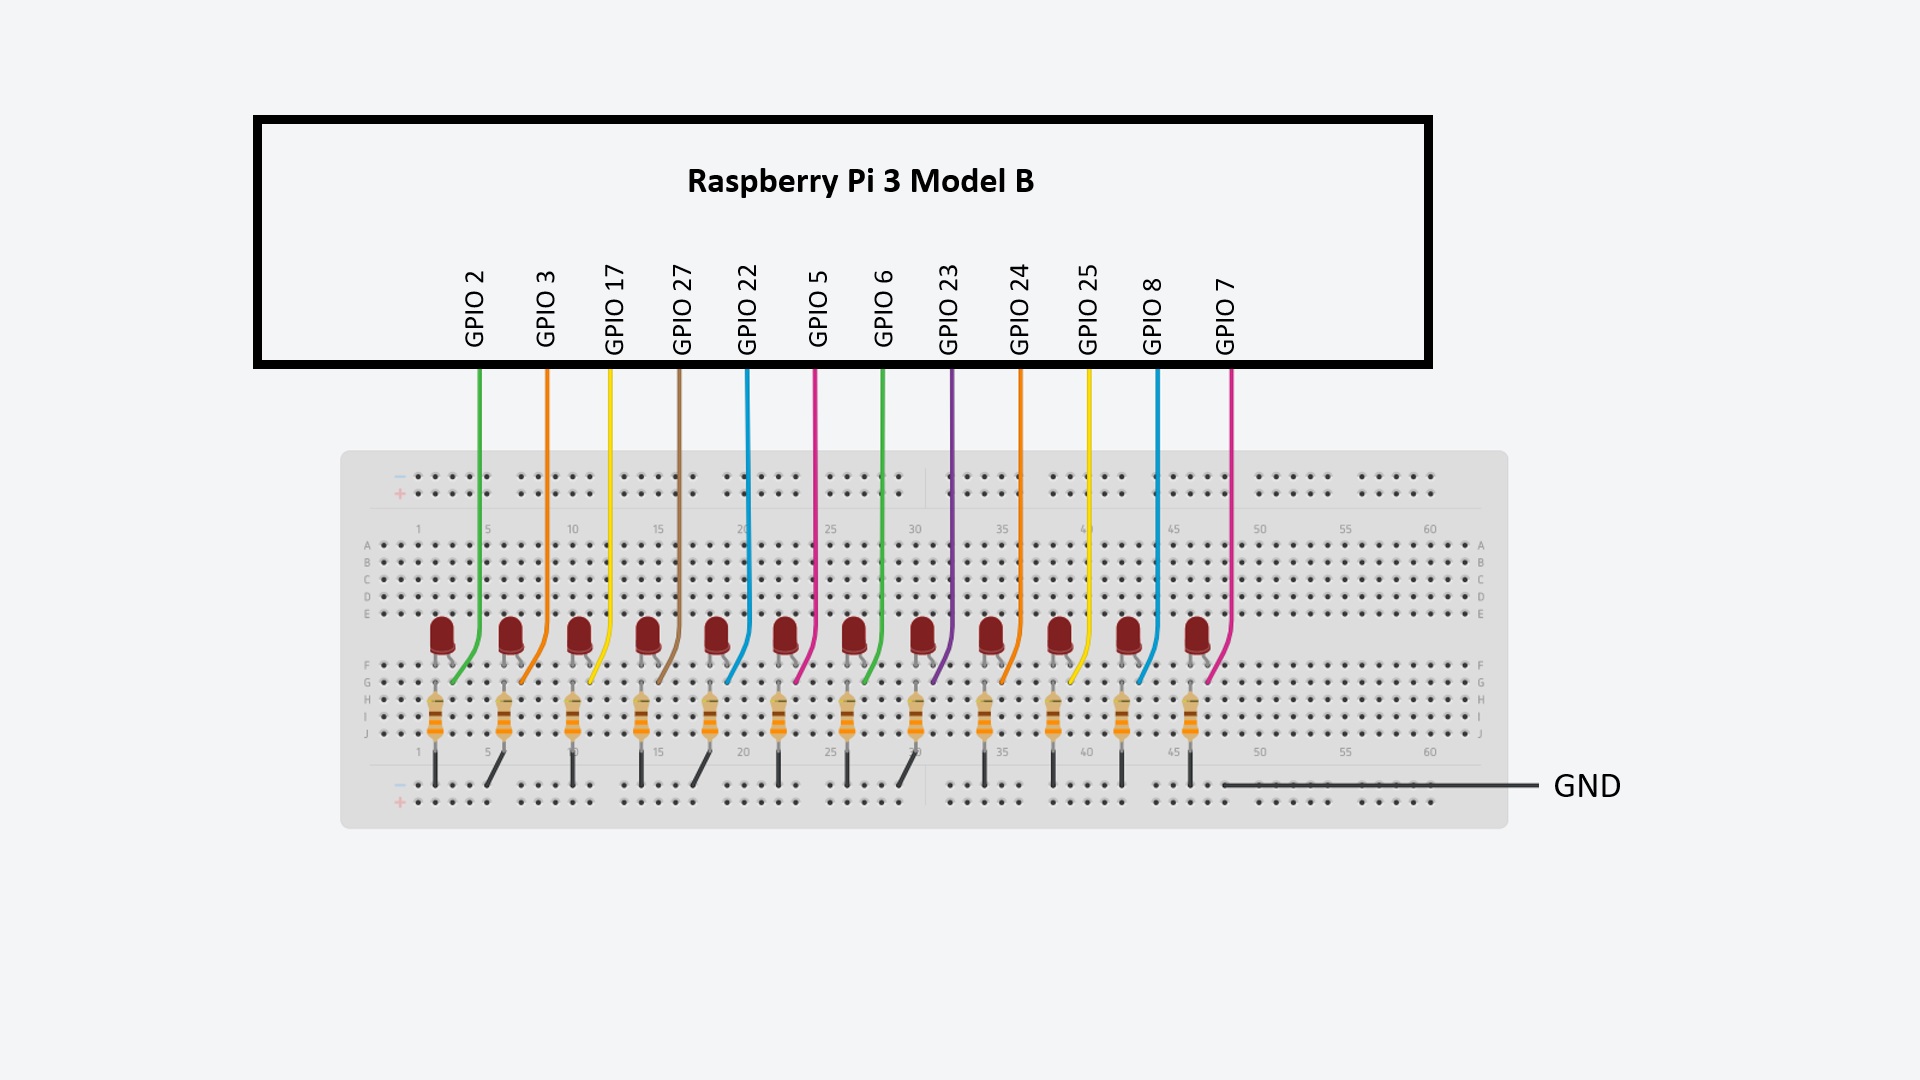 Raspberry Pi 3 Model B
GPIO 2
GPIO 3
GPIO 17
GPIO 27
GPIO 22
GPIO 5
GPIO 6
GPIO 23
GPIO 24
GPIO 25
GPIO 8
GPIO 7
− 
+
1 5 10 15 20 25 30 35 40 45 50 55 60
A A
B B
C C
D D
E E
F F
G G
H H
I I
J J
1 5 10 15 20 25 30 35 40 45 50 55 60
− GND
+